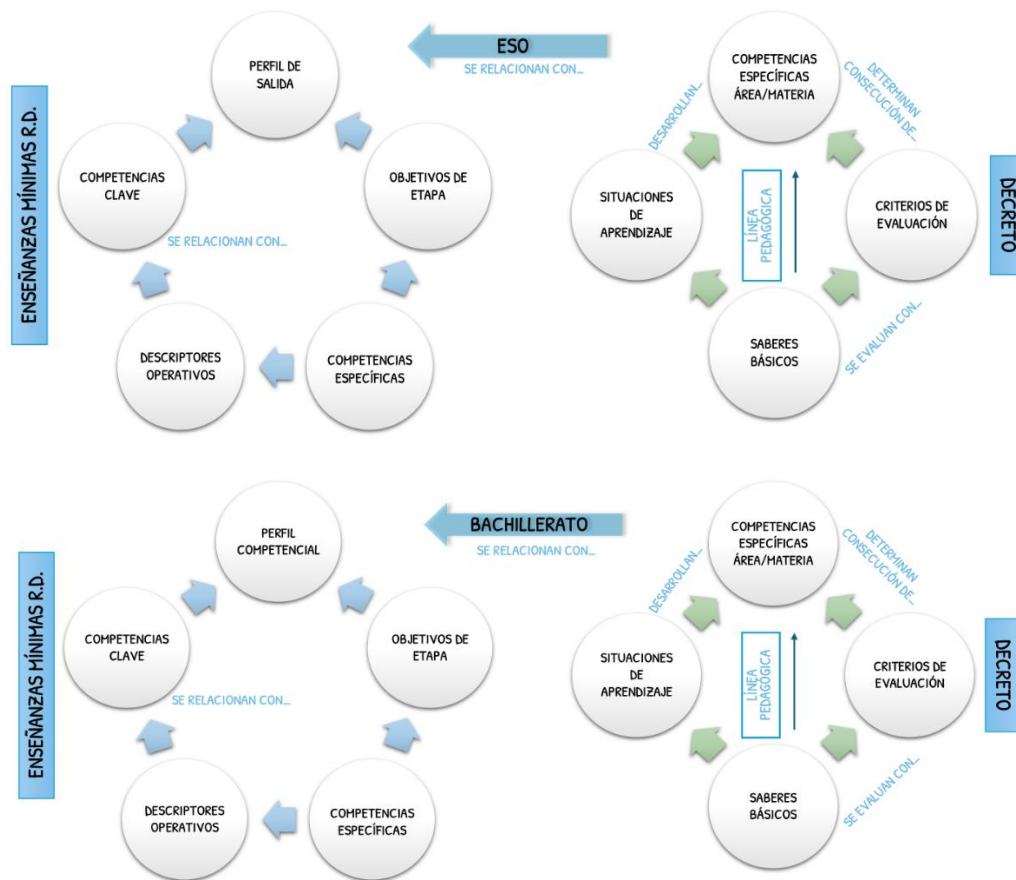 ESO
SE RELACIONAN CON...
PERFIL DE
SALIDA
COMPETENCIAS
CLAVE
OBJETIVOS DE
ETAPA
SE RELACIONAN CON...
DESCRIPTORES
OPERATIVOS
COMPETENCIAS
ESPECÍFICAS
ENSEÑANZAS MÍNIMAS R.D.
COMPETENCIAS
ESPECÍFICAS
ÁREA/MATERIA
DESARROLLAN...
DETERMINAN
CONSECUCIÓN DE...
SITUACIONES
DE
APRENDIZAJE
LÍNEA
PEDAGÓGICA
CRITERIOS DE
EVALUACIÓN
SABERES
BÁSICOS
SE EVALUAN CON...
DECRETO
BACHILLERATO
SE RELACIONAN CON...
PERFIL
COMPETENCIAL
COMPETENCIAS
CLAVE
OBJETIVOS DE
ETAPA
SE RELACIONAN CON...
DESCRIPTORES
OPERATIVOS
COMPETENCIAS
ESPECÍFICAS
ENSEÑANZAS MÍNIMAS R.D.
COMPETENCIAS
ESPECÍFICAS
ÁREA/MATERIA
DESARROLLAN...
DETERMINAN
CONSECUCIÓN DE...
SITUACIONES
DE
APRENDIZAJE
LÍNEA
PEDAGÓGICA
CRITERIOS DE
EVALUACIÓN
SABERES
BÁSICOS
SE EVALUAN CON...
DECRETO